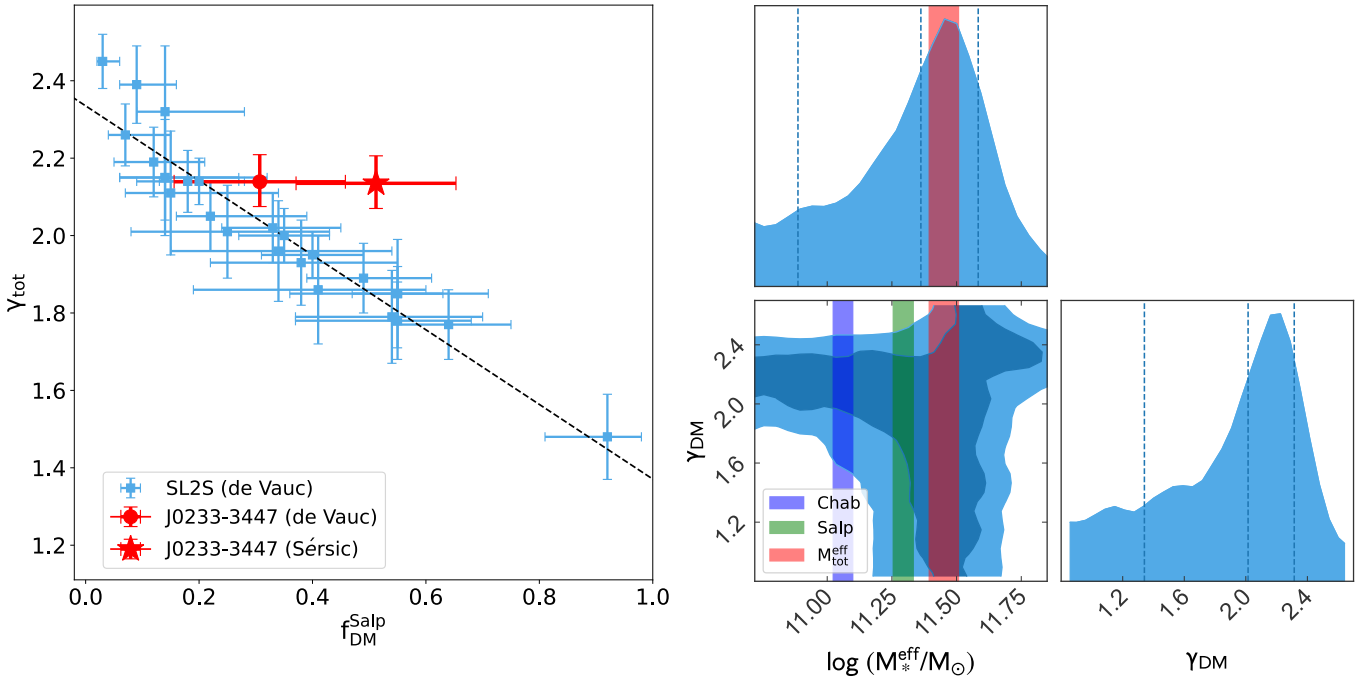 2.4
2.2
2.0
1.8
1.6
1.4
1.2
γtot
0.0
0.2
0.4
0.6
0.8
1.0
f_DM^Salp
SL2S (de Vauc)
J0233-3447 (de Vauc)
J0233-3447 (Sérsic)
2.4
2.0
1.6
1.2
γDM
Chab
Salp
M_tot^eff
11.00
11.25
11.50
11.75
log (M_*^eff/M_⊙)
1.2
1.6
2.0
2.4
γDM